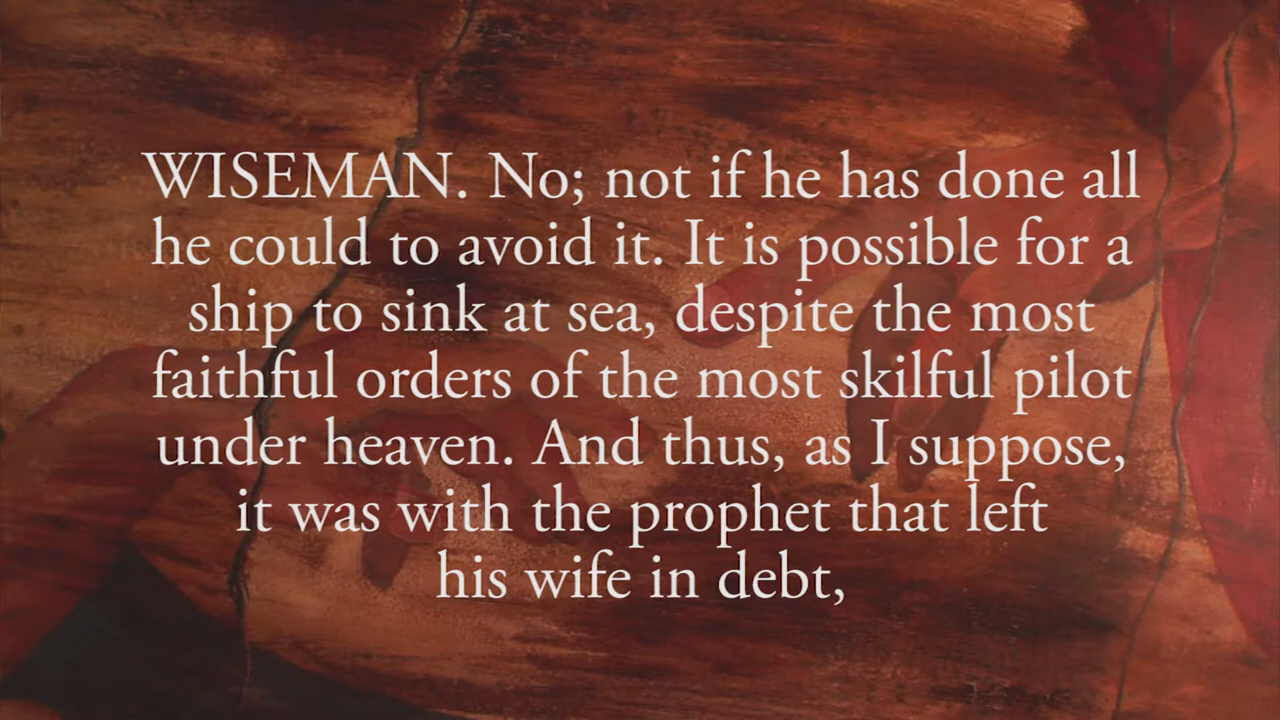 WISEMAN. No; not if he has done all
he could to avoid it. It is possible for a
ship to sink at sea, despite the most
faithful orders of the most skilful pilot
under heaven. And thus, as I suppose,
it was with the prophet that left
his wife in debt,